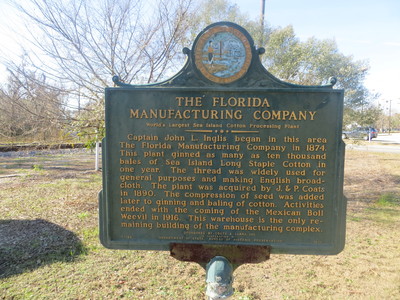 THE FLORIDA
MANUFACTURING COMPANY
World's Largest Sea Island Cotton Processing Plant
Captain John L. Inglis began in this area
The Florida Manufacturing Company in 1874.
This plant ginned as many as ten thousand
bales of Sea Island Long Staple Cotton in
one year. The thread was widely used for
general purposes and making English broad-
cloth. The plant was acquired by J. & P. Coats
in 1890. The compression of seed was added
later to ginning and baling of cotton. Activities
ended with the coming of the Mexican Boll
Weevil in 1916. This warehouse is the only re-
maining building of the manufacturing complex.